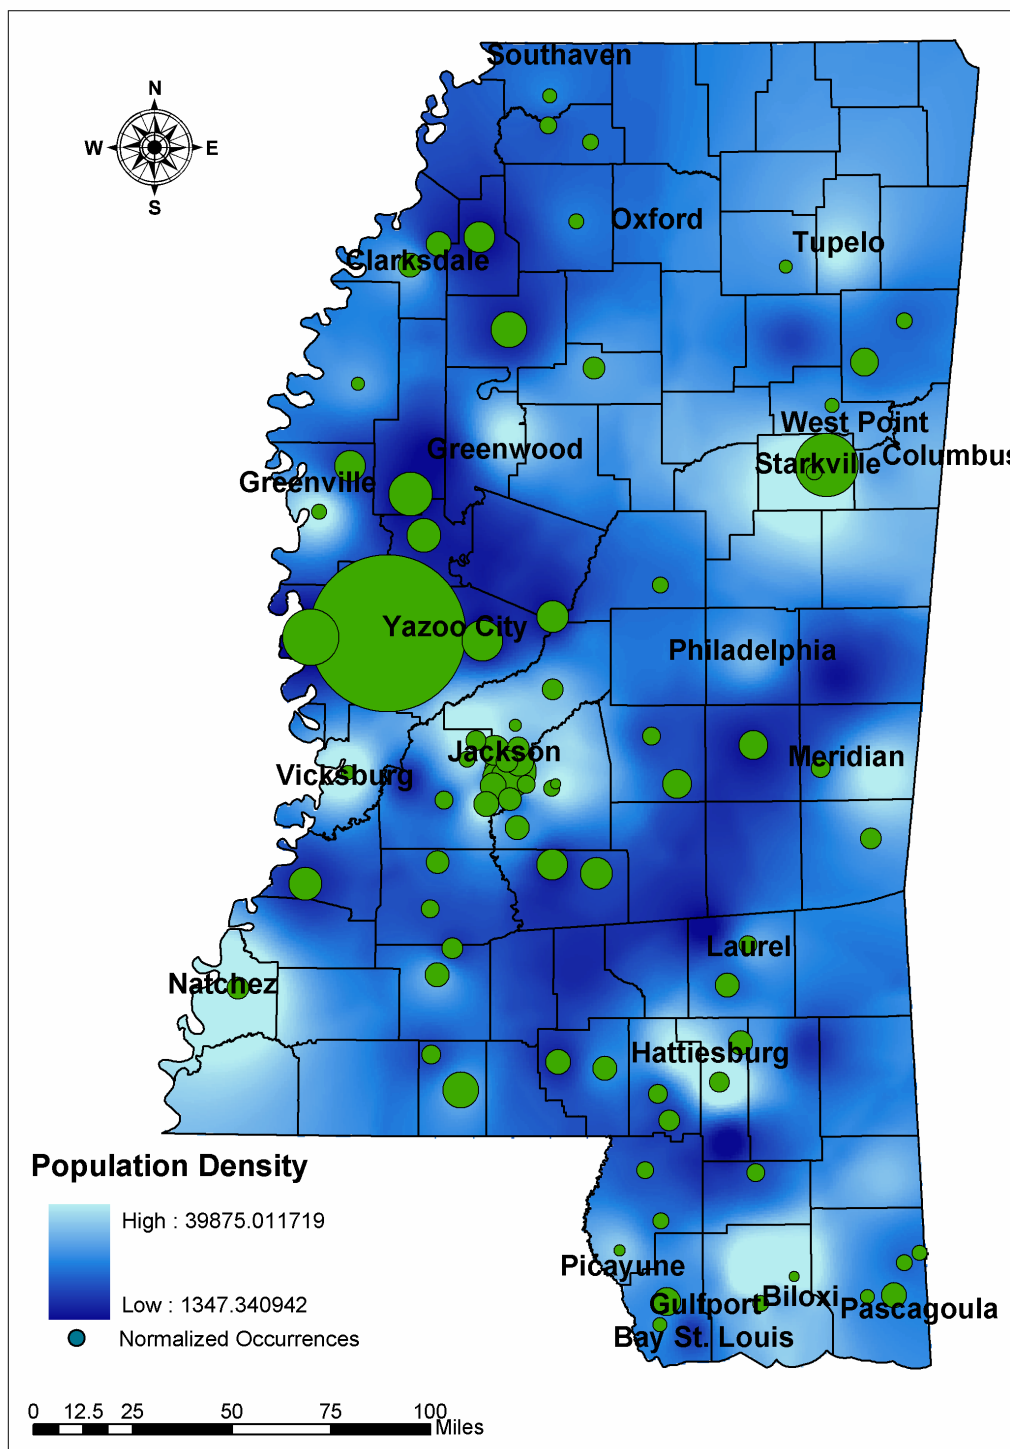 Southaven
N
W
E
S
Oxford
Tupelo
Clarksdale
West Point
Greenwood
Starkville
Columbus
Greenville
Yazoo City
Philadelphia
Jackson
Meridian
Vicksburg
Laurel
Natchez
Hattiesburg
Population Density
High : 39875.011719
Low : 1347.340942
Normalized Occurrences
Picayune
Gulfport
Biloxi
Pascagoula
Bay St. Louis
0 12.5 25 50 75 100
Miles